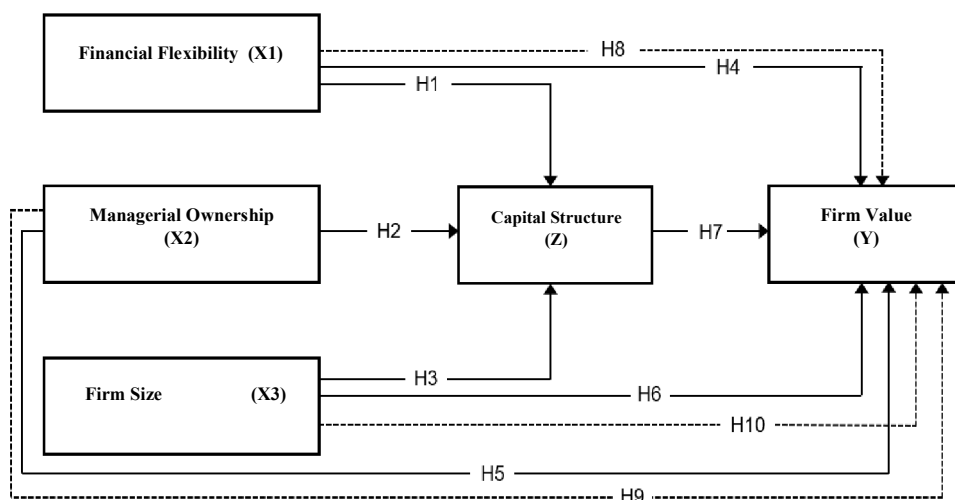 Financial Flexibility (X1)
H8
H4
H1
Managerial Ownership
(X2)
H2
Capital Structure
(Z)
H7
Firm Value
(Y)
Firm Size (X3)
H3
H6
H10
H5
H9